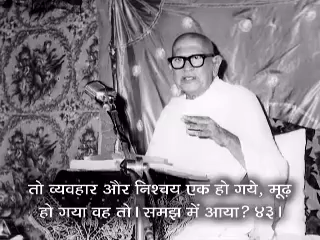 तो व्यवहार और निश्चय एक हो गये, मूढ़
हो गया वह तो। समझ में आया? ४३।